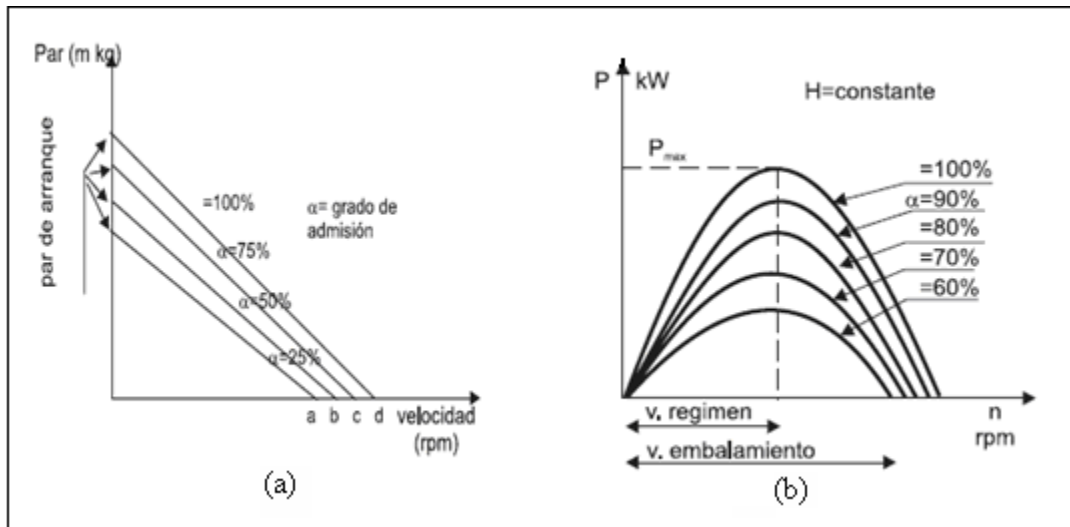 Par (m kg)
par de arranque
=100%
α= grado de
admisión
α=75%
α=50%
α=25%
a b c d velocidad
(rpm)
(a)
P kW
H=constante
Pmax
=100%
α=90%
=80%
=70%
=60%
v. regimen
n
rpm
v. embalamiento
(b)